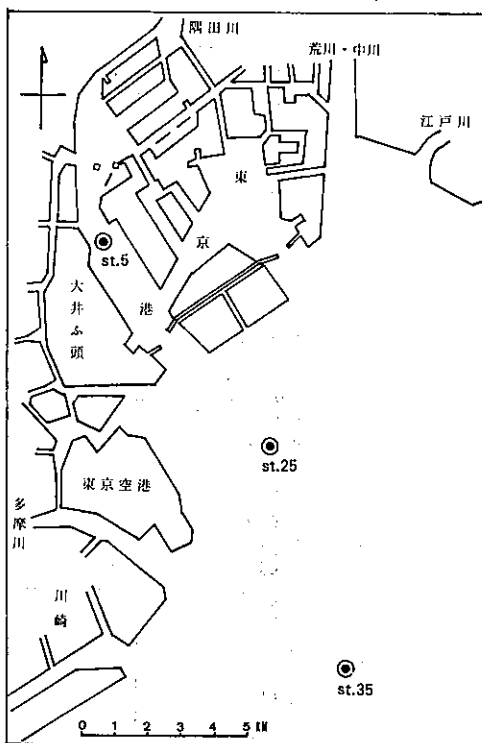 隅田川
荒川・中川
江戸川
東
京
港
st.5
大井ふ頭
st.25
東京空港
多摩川
川崎
st.35
0 1 2 3 4 5 KM